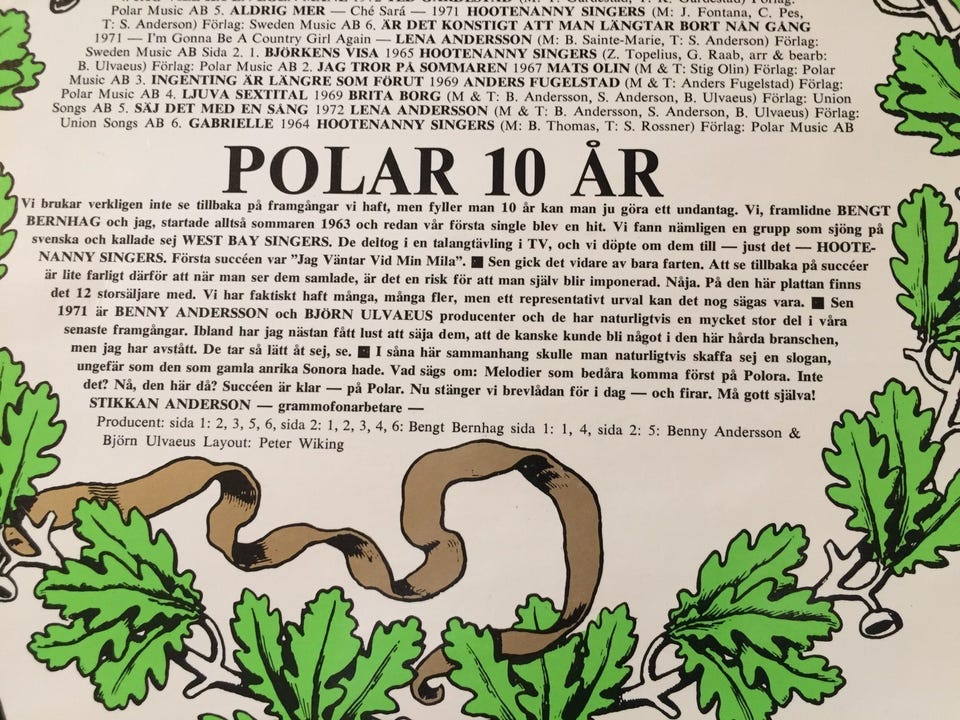 Polar Music AB 5. ALDRIG MER — Ché Sará — 1971 HOOTENANNY SINGERS (M: J. Fontana, C. Pes,
T: S. Anderson) Förlag: Sweden Music AB 6. ÄR DET KONSTIGT ATT MAN LÄNGTAR BORT NÅN GÅNG
1971 — I'm Gonna Be A Country Girl Again — LENA ANDERSSON (M: B. Sainte-Marie, T: S. Anderson) Förlag:
Sweden Music AB Sida 2. 1. BJÖRKENS VISA 1965 HOOTENANNY SINGERS (Z. Topelius, G. Raab, arr & bearb:
B. Ulvaeus) Förlag: Polar Music AB 2. JAG TROR PÅ SOMMAREN 1967 MATS OLIN (M & T: Stig Olin) Förlag: Polar
Music AB 3. INGENTING ÄR LÄNGRE SOM FÖRUT 1969 ANDERS FUGELSTAD (M & T: Anders Fugelstad) Förlag:
Polar Music AB 4. LJUVA SEXTITAL 1969 BRITA BORG (M & T: B. Andersson, S. Anderson, B. Ulvaeus) Förlag: Union
Songs AB 5. SÄJ DET MED EN SÅNG 1972 LENA ANDERSSON (M & T: B. Andersson, S. Anderson, B. Ulvaeus) Förlag:
Union Songs AB 6. GABRIELLE 1964 HOOTENANNY SINGERS (M: B. Thomas, T: S. Rossner) Förlag: Polar Music AB
POLAR 10 ÅR
Vi brukar verkligen inte se tillbaka på framgångar vi haft, men fyller man 10 år kan man ju göra ett undantag. Vi, framlidne BENGT
BERNHAG och jag, startade alltså sommaren 1963 och redan vår första single blev en hit. Vi fann nämligen en grupp som sjöng på
svenska och kallade sej WEST BAY SINGERS. De deltog i en talangtävling i TV, och vi döpte om dem till — just det — HOOTE-
NANNY SINGERS. Första succéen var "Jag Väntar Vid Min Mila". ■ Sen gick det vidare av bara farten. Att se tillbaka på succéer
är lite farligt därför att när man ser dem samlade, är det en risk för att man själv blir imponerad. Nåja. På den här plattan finns
det 12 storsäljare med. Vi har faktiskt haft många, många fler, men ett representativt urval kan det nog sägas vara. ■ Sen
1971 är BENNY ANDERSSON och BJÖRN ULVAEUS producenter och de har naturligtvis en mycket stor del i våra
senaste framgångar. Ibland har jag nästan fått lust att säja dem, att de kanske kunde bli något i den här hårda branschen,
men jag har avstått. De tar så lätt åt sej, se. ■ I såna här sammanhang skulle man naturligtvis skaffa sej en slogan,
ungefär som den som gamla anrika Sonora hade. Vad sägs om: Melodier som bedåra komma först på Polora. Inte
det? Nå, den här då? Succéen är klar — på Polar. Nu stänger vi brevlådan för i dag — och firar. Må gott själva!
STIKKAN ANDERSON — grammofonarbetare —
Producent: sida 1: 2, 3, 5, 6, sida 2: 1, 2, 3, 4, 6: Bengt Bernhag sida 1: 1, 4, sida 2: 5: Benny Andersson &
Björn Ulvaeus Layout: Peter Wiking